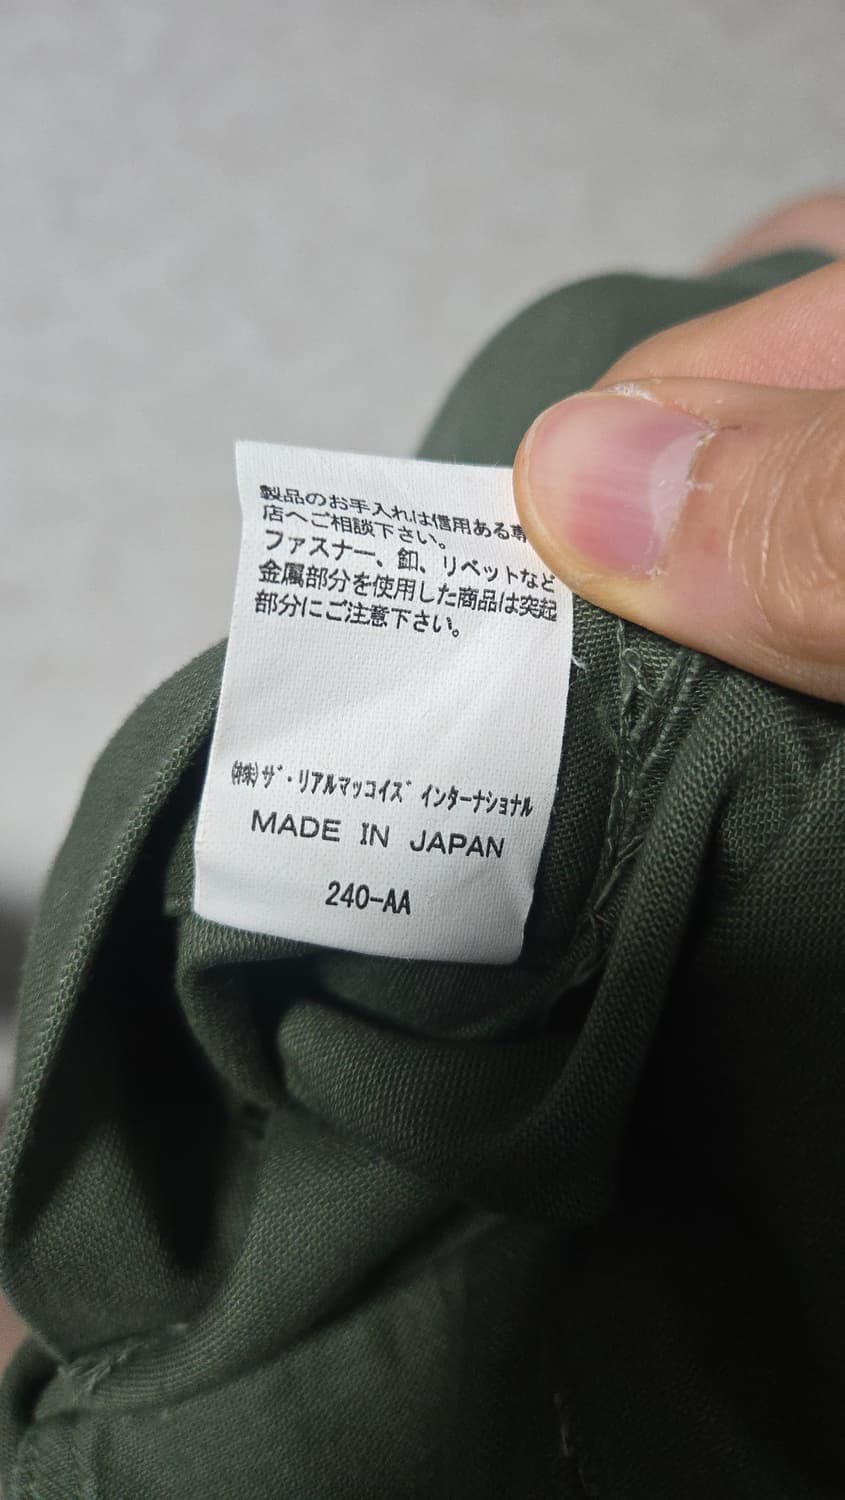 製品のお手入れは信用ある専
店へご相談下さい。
ファスナー、釦、リベットなど
金属部分を使用した商品は突起
部分にご注意下さい。
㈱ザ・リアルマッコイズ インターナショナル
MADE IN JAPAN
240-AA